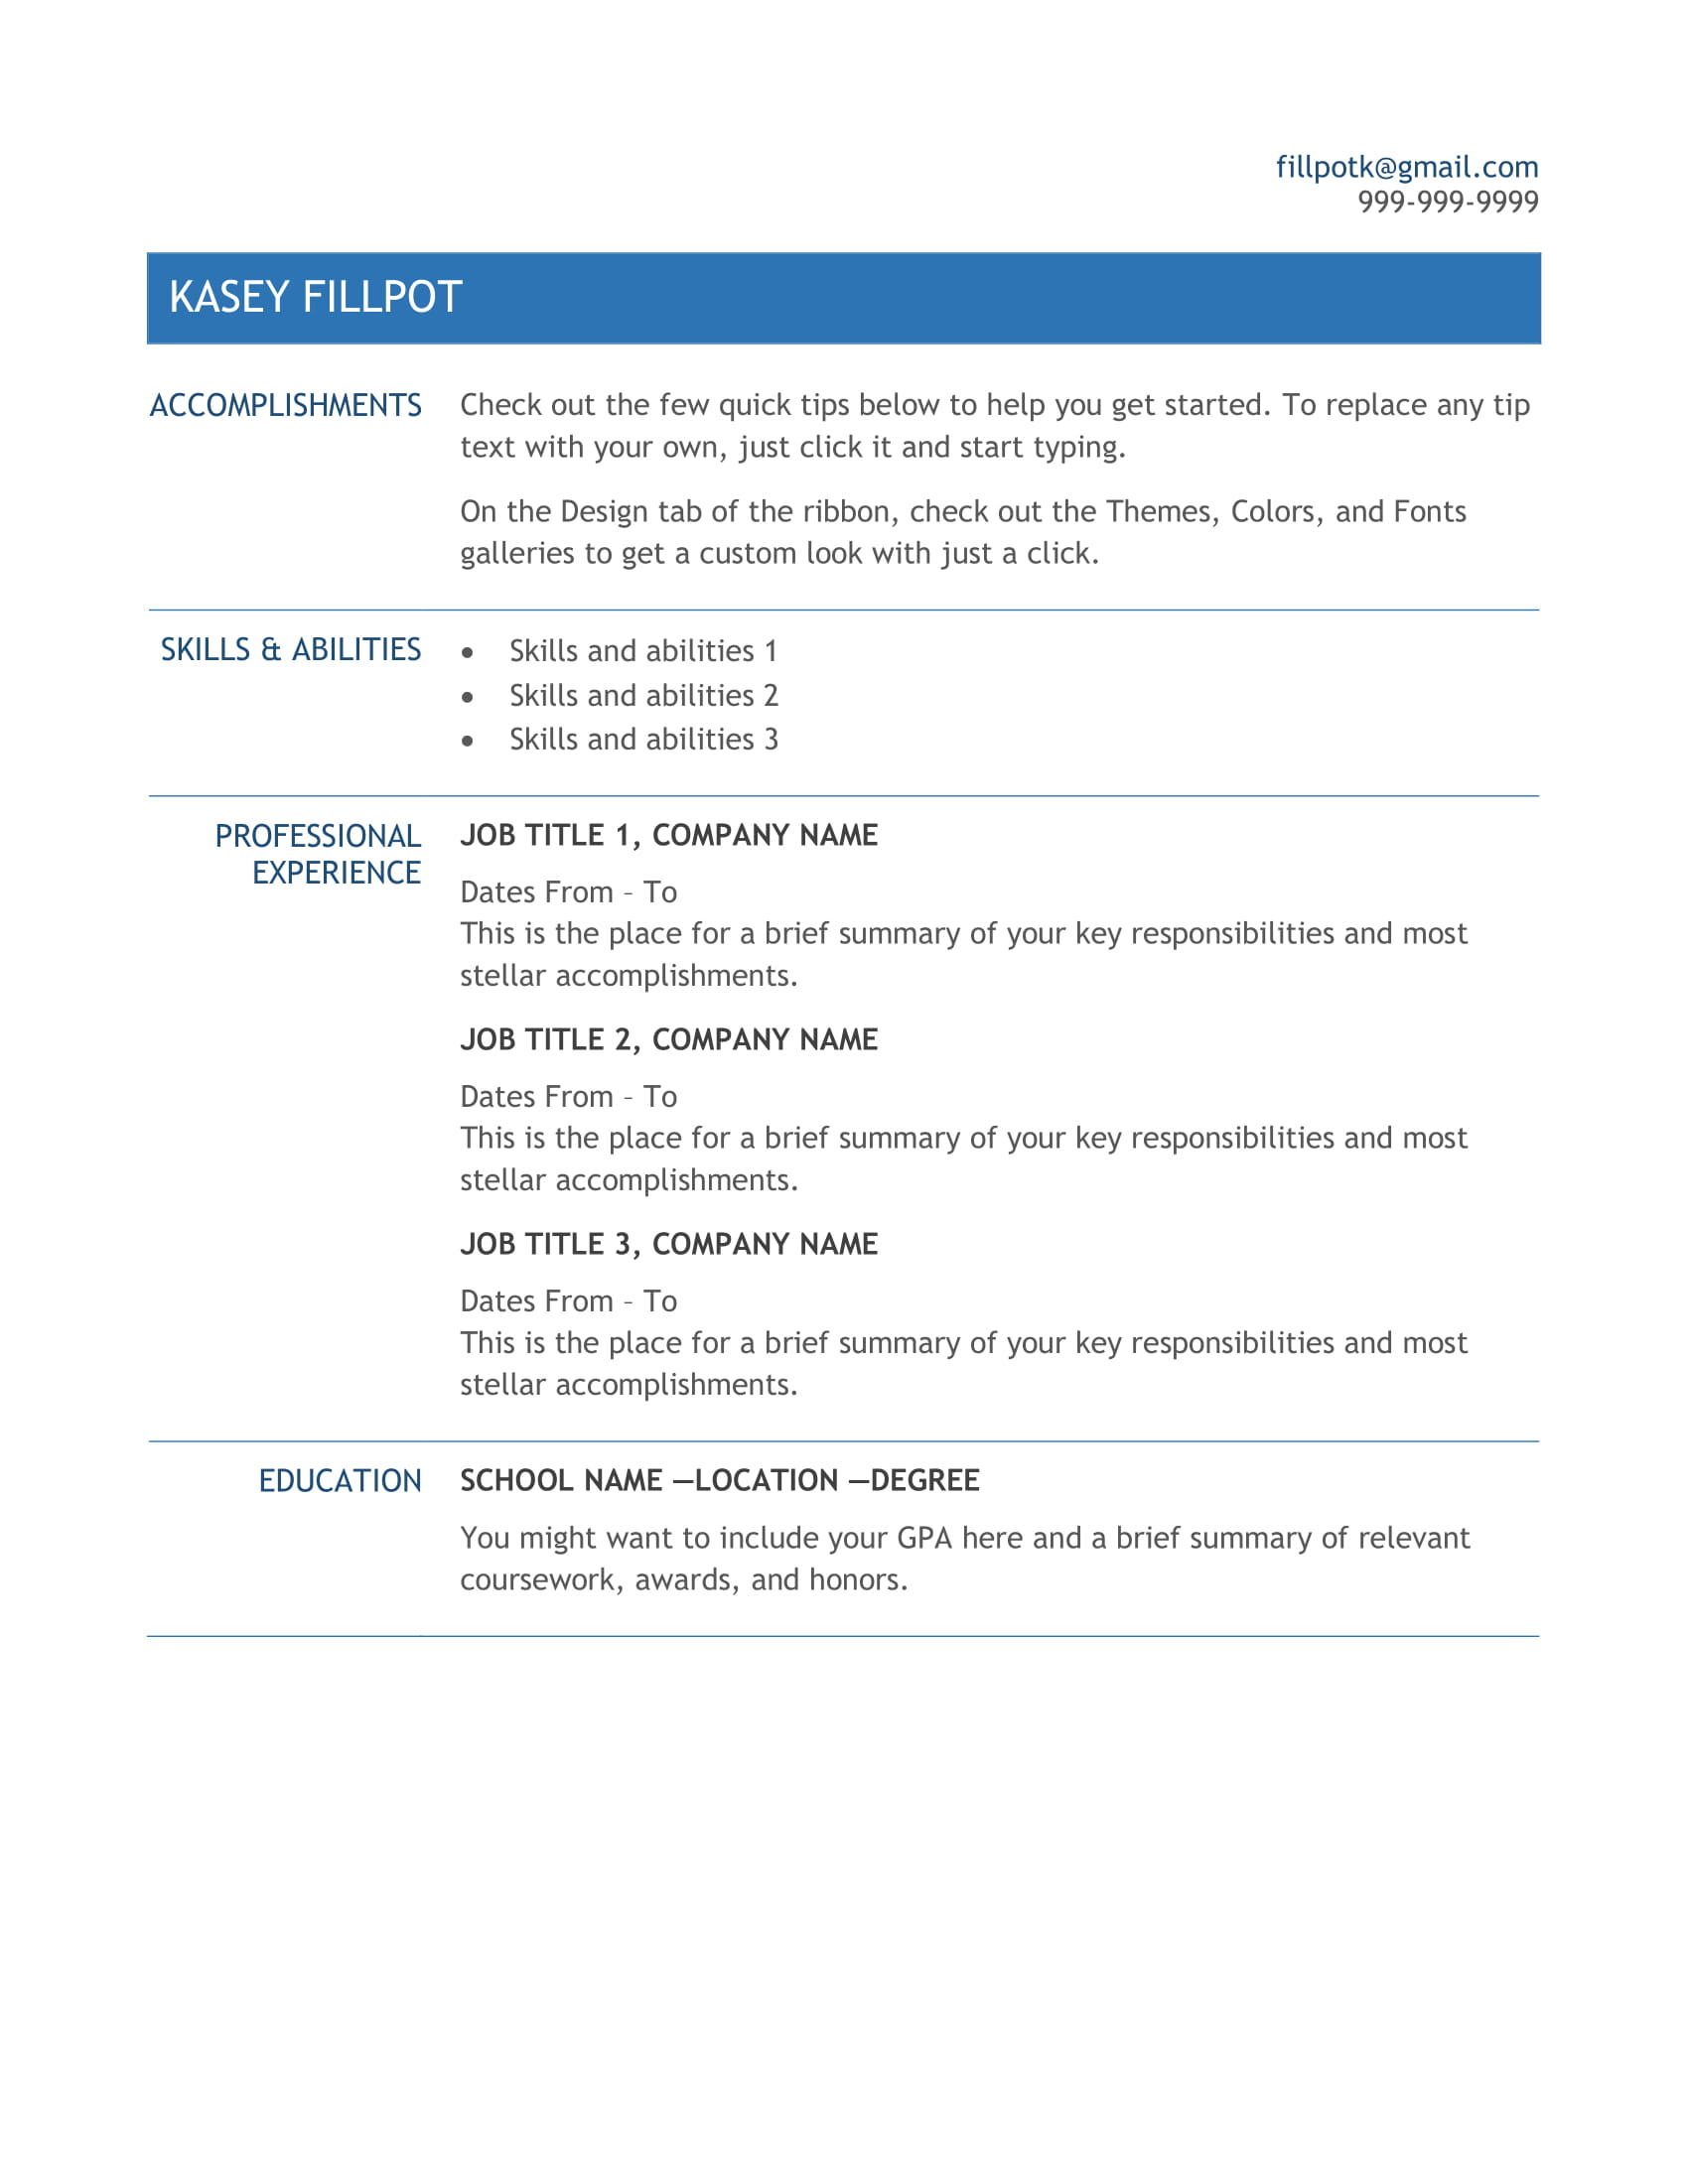 fillpotk@gmail.com
999-999-9999
KASEY FILLPOT
ACCOMPLISHMENTS
Check out the few quick tips below to help you get started. To replace any tip
text with your own, just click it and start typing.
On the Design tab of the ribbon, check out the Themes, Colors, and Fonts
galleries to get a custom look with just a click.
SKILLS & ABILITIES
• Skills and abilities 1
• Skills and abilities 2
• Skills and abilities 3
PROFESSIONAL
EXPERIENCE
JOB TITLE 1, COMPANY NAME
Dates From – To
This is the place for a brief summary of your key responsibilities and most
stellar accomplishments.
JOB TITLE 2, COMPANY NAME
Dates From – To
This is the place for a brief summary of your key responsibilities and most
stellar accomplishments.
JOB TITLE 3, COMPANY NAME
Dates From – To
This is the place for a brief summary of your key responsibilities and most
stellar accomplishments.
EDUCATION
SCHOOL NAME —LOCATION —DEGREE
You might want to include your GPA here and a brief summary of relevant
coursework, awards, and honors.